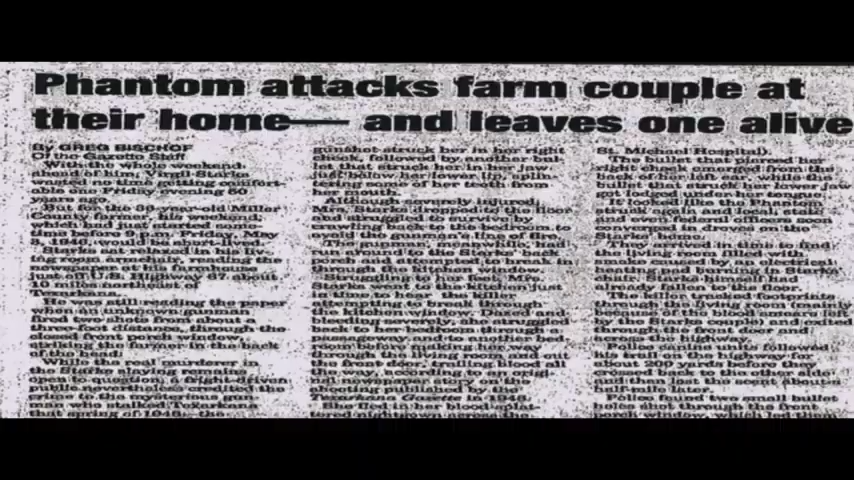 Phantom attacks farm couple at
their home— and leaves one alive
By GREG BISCHOF
Of the Gazette Staff
With the whole weekend
ahead of him, Virgil Starks
wasted no time getting comfort-
able one Friday evening 50
years ago.
But for the 36-year-old Miller
County farmer, his weekend,
which had just started some-
time before 9 p.m. Friday, May
3, 1946, would be short-lived.
Starks sat relaxed in his liv-
ing room armchair, reading the
newspaper at his farmhouse
just off U.S. Highway 67 about
10 miles northeast of
Texarkana.
He was still reading the paper
when an unknown gunman
fired two shots from about a
three-foot distance, through the
closed front porch window,
striking the farmer in the back
of the head.
While the real murderer in
the Starks slaying remains
open to question, a fright-driven
public nevertheless credited the
crime to the mysterious gun-
man who stalked Texarkana
that spring of 1946 — the
gunshot struck her in her right
cheek, followed by another bul-
let that struck her in her jaw
just below her lower lip, splin-
tering some of her teeth from
her mouth.
Although severely injured,
Mrs. Starks dropped to the floor
and struggled to survive by
crawling back to the bedroom to
avoid the gunman's line of fire.
The gunman, meanwhile, had
run around to the Starks' back
porch and attempted to break in
through the kitchen window.
Struggling to her feet, Mrs.
Starks went to the kitchen just
in time to hear the killer
attempting to break through
the kitchen window. Dazed and
bleeding severely, she struggled
back to her bedroom through a
passageway and to another bed
room before making her way
through the living room and out
the front door, trailing blood all
the way, according to an origi-
nal newspaper story on the
shooting published by the
Texarkana Gazette in 1946.
She fled in her blood-splat-
tered nightgown across the
St. Michael Hospital).
The bullet that pierced her
right cheek emerged from the
back of her left ear, while the
bullet that struck her lower jaw
got lodged under her tongue.
It looked like the Phantom
struck again and local, state
and even federal officers soon
converged in droves on the
Starks' home.
They arrived in time to find
the living room filled with
smoke caused by an electrical
heating pad burning in Starks'
chair. Starks himself had
already fallen to the floor.
The killer tracked footprints
through the living room (mainly
because of the blood smears left
by the Starks couple) and exited
through the front door and
across the highway.
Police canine units followed
his trail on the highway for
about 200 yards before they
crossed back to the other side
and then lost the scent about a
half-mile later.
Police found two small bullet
holes shot through the front
porch window, which led them